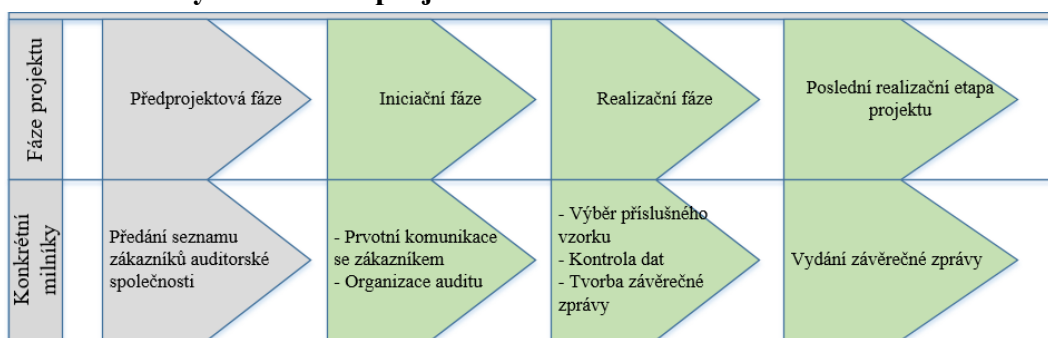 Fáze projektu
Předprojektová fáze
Iniciační fáze
Realizační fáze
Poslední realizační etapa
projektu
Konkrétní
milníky
Předání seznamu
zákazníků auditorské
společnosti
- Prvotní komunikace
se zákazníkem
- Organizace auditu
- Výběr příslušného
vzorku
- Kontrola dat
- Tvorba závěrečné
zprávy
Vydání závěrečné zprávy